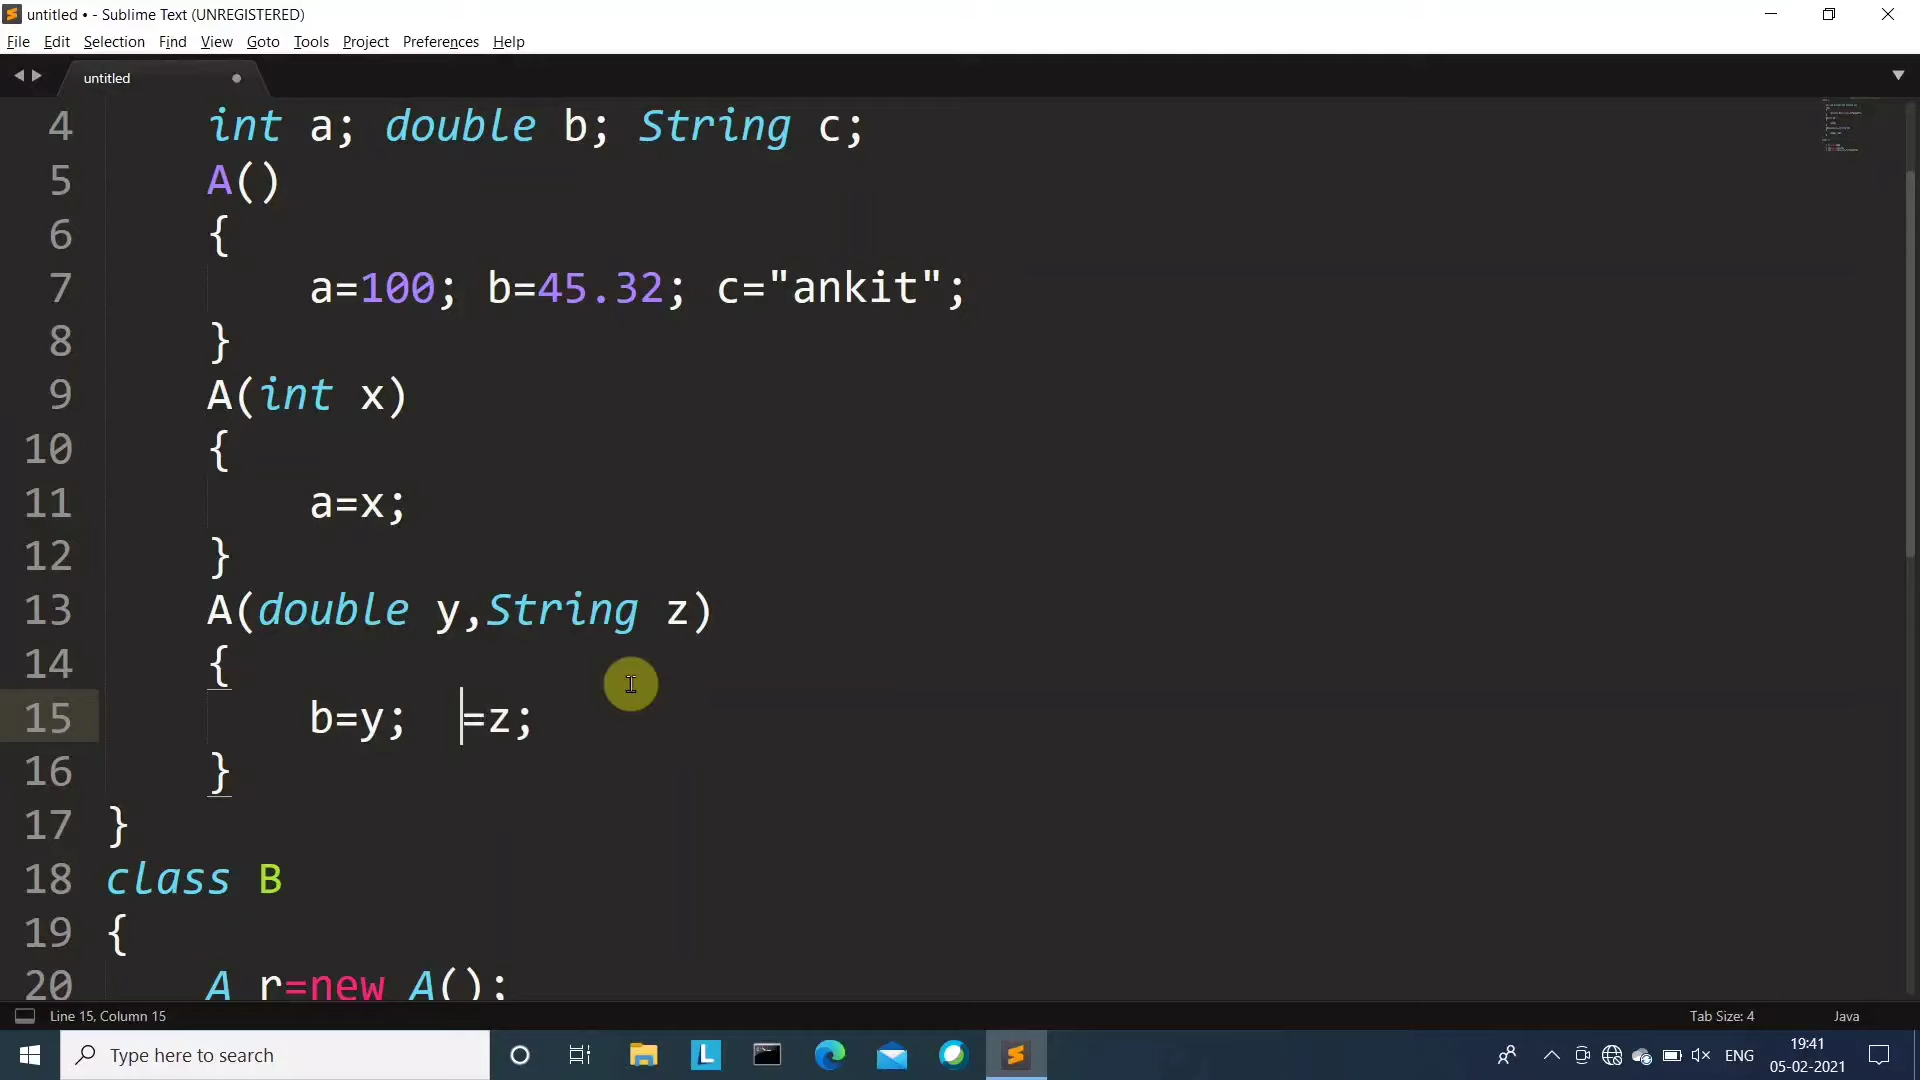 untitled • - Sublime Text (UNREGISTERED)
File Edit Selection Find View Goto Tools Project Preferences Help
untitled
4 int a; double b; String c;
5 A()
6 {
7 a=100; b=45.32; c="ankit";
8 }
9 A(int x)
10 {
11 a=x;
12 }
13 A(double y,String z)
14 {
15 b=y; =z;
16 }
17 }
18 class B
19 {
20 A r=new A();
Line 15, Column 15 Tab Size: 4 Java
Type here to search L ENG 19:41
05-02-2021